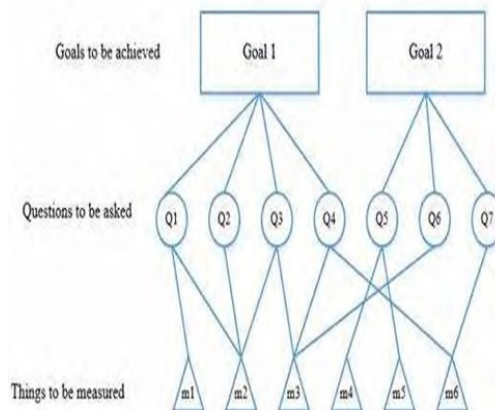 Goals to be achieved
Goal 1
Goal 2
Questions to be asked
Q1
Q2
Q3
Q4
Q5
Q6
Q7
Things to be measured
m1
m2
m3
m4
m5
m6